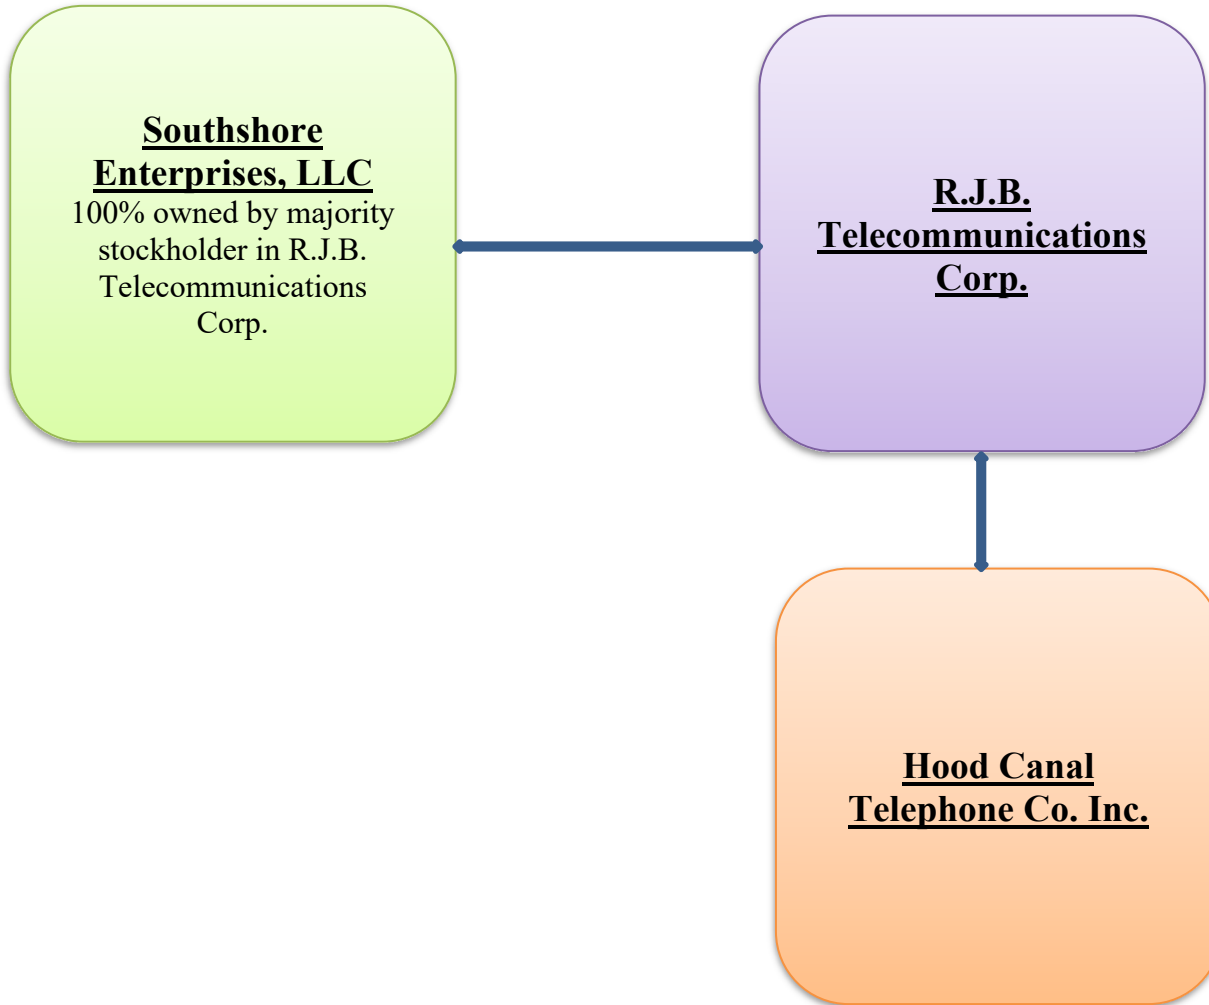 Southshore
Enterprises, LLC
100% owned by majority
stockholder in R.J.B.
Telecommunications
Corp.
R.J.B.
Telecommunications
Corp.
Hood Canal
Telephone Co. Inc.